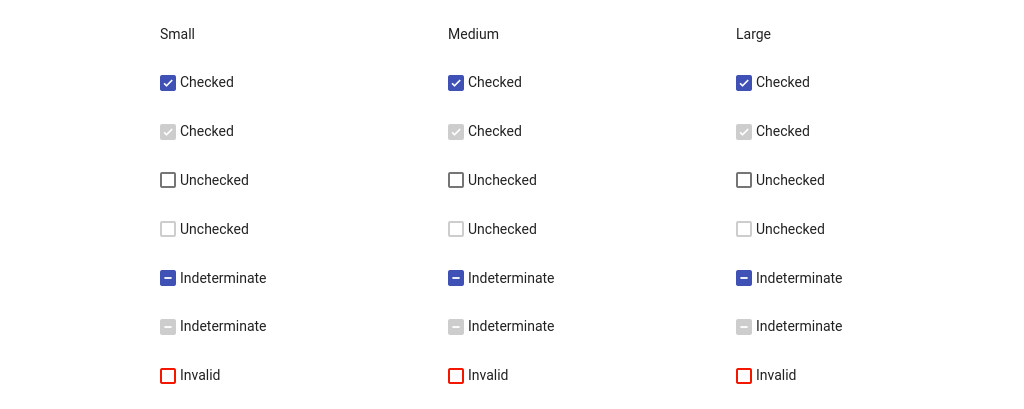 Small Medium Large
Checked Checked Checked
Checked Checked Checked
Unchecked Unchecked Unchecked
Unchecked Unchecked Unchecked
Indeterminate Indeterminate Indeterminate
Indeterminate Indeterminate Indeterminate
Invalid Invalid Invalid